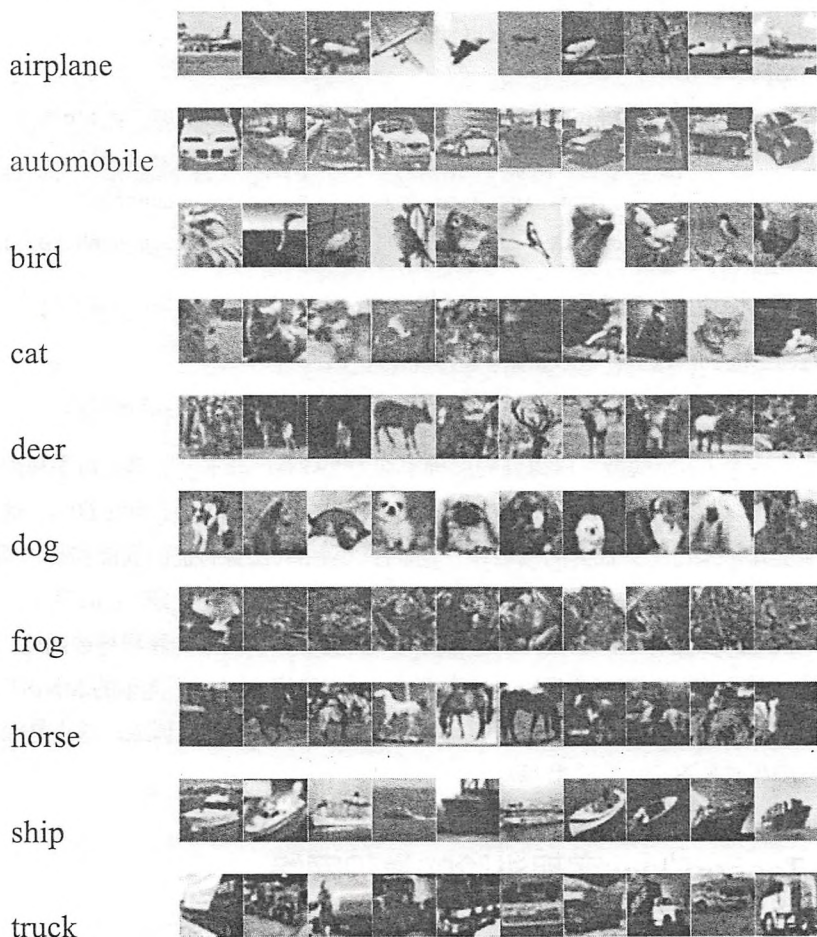 airplane
automobile
bird
cat
deer
dog
frog
horse
ship
truck